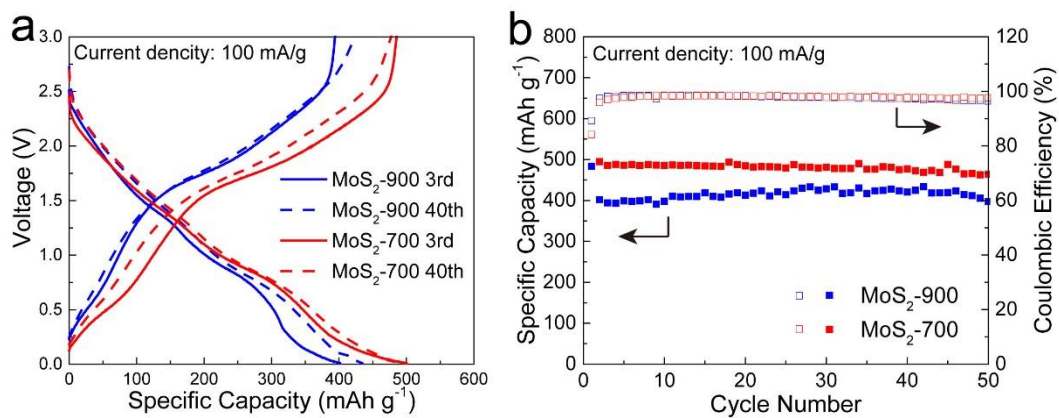 a
Current dencity: 100 mA/g
Voltage (V)
3.0
2.5
2.0
1.5
1.0
0.5
0.0
MoS2-900 3rd
MoS2-900 40th
MoS2-700 3rd
MoS2-700 40th
0 100 200 300 400 500 600
Specific Capacity (mAh g-1)
b
Current dencity: 100 mA/g
Specific Capacity (mAh g-1)
800
700
600
500
400
300
200
100
0
120
100
80
60
40
20
0
Coulombic Efficiency (%)
MoS2-900
MoS2-700
0 10 20 30 40 50
Cycle Number